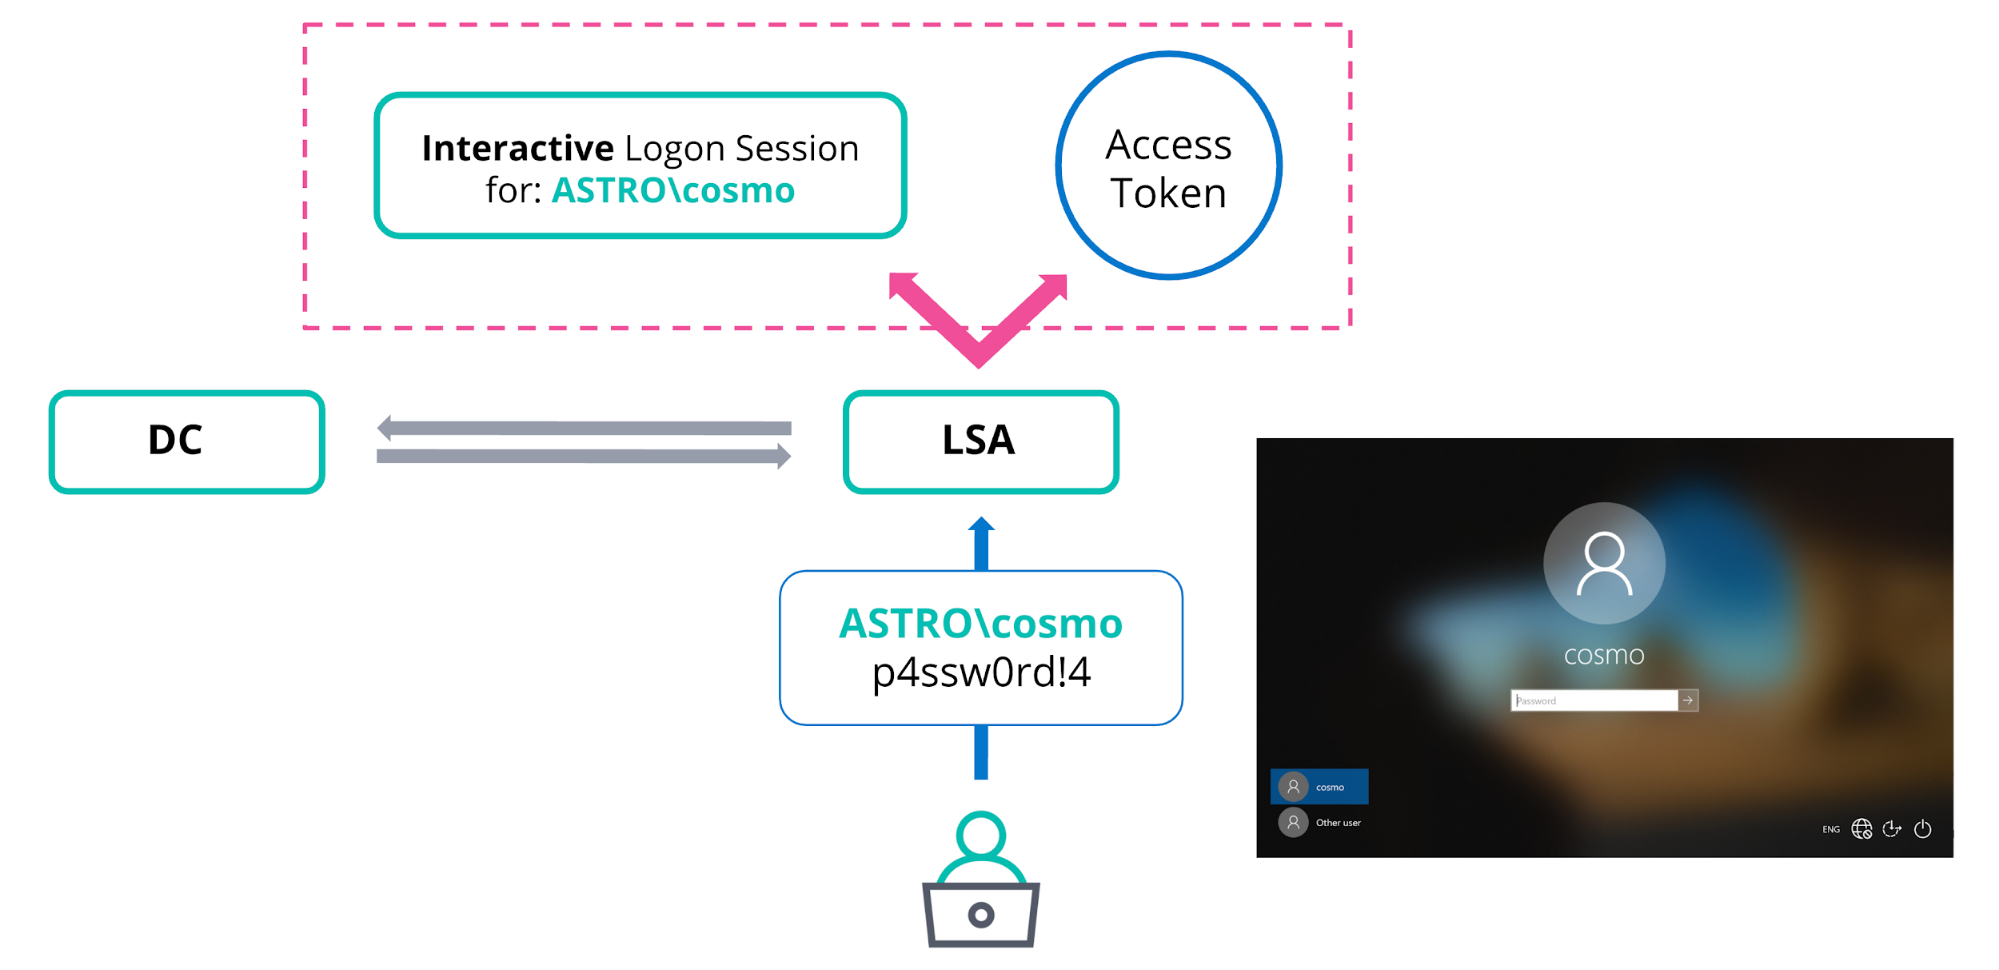 Interactive Logon Session
for: ASTRO\cosmo
Access
Token
DC
LSA
ASTRO\cosmo
p4ssw0rd!4
cosmo
Password
cosmo
Other user
ENG